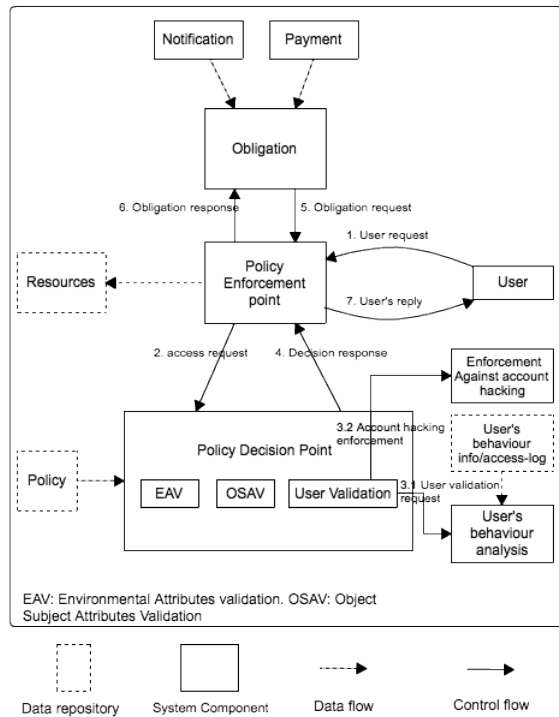 Notification
Payment
Obligation
6. Obligation response
5. Obligation request
1. User request
Resources
Policy
Enforcement
point
User
7. User's reply
2. access request
4. Decision response
Enforcement
Against account
hacking
3.2 Account hacking
enforcement
User's
behaviour
info/access-log
Policy Decision Point
Policy
EAV
OSAV
User Validation
3.1 User validation
request
User's
behaviour
analysis
EAV: Environmental Attributes validation. OSAV: Object
Subject Attributes Validation
Data repository
System Component
Data flow
Control flow